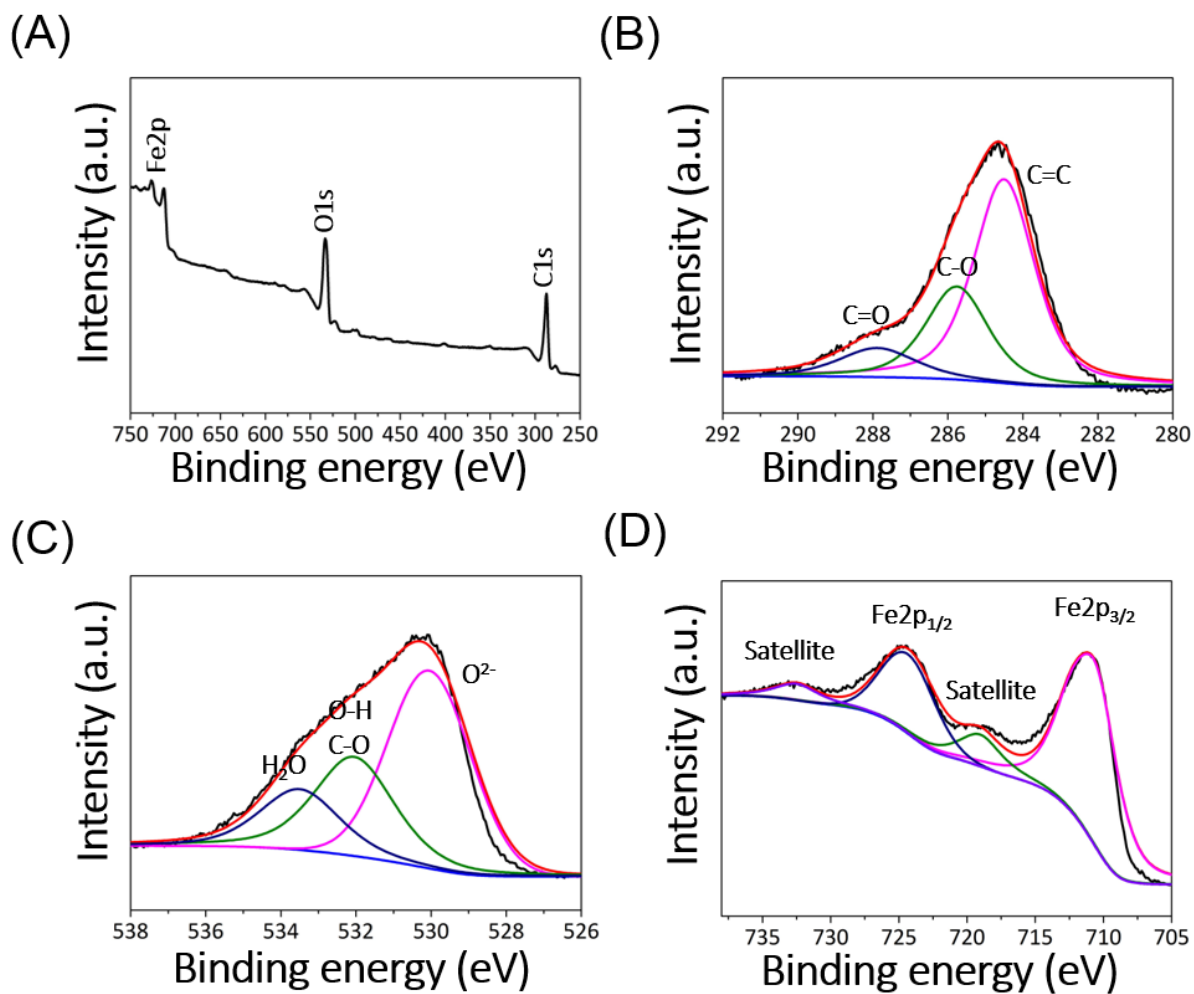 (A)
Intensity (a.u.)
Fe2p
O1s
C1s
750 700 650 600 550 500 450 400 350 300 250
Binding energy (eV)
(B)
Intensity (a.u.)
C=C
C-O
C=O
292 290 288 286 284 282 280
Binding energy (eV)
(C)
Intensity (a.u.)
O²⁻
O-H
C-O
H₂O
538 536 534 532 530 528 526
Binding energy (eV)
(D)
Intensity (a.u.)
Fe2p₃/₂
Fe2p₁/₂
Satellite
Satellite
735 730 725 720 715 710 705
Binding energy (eV)